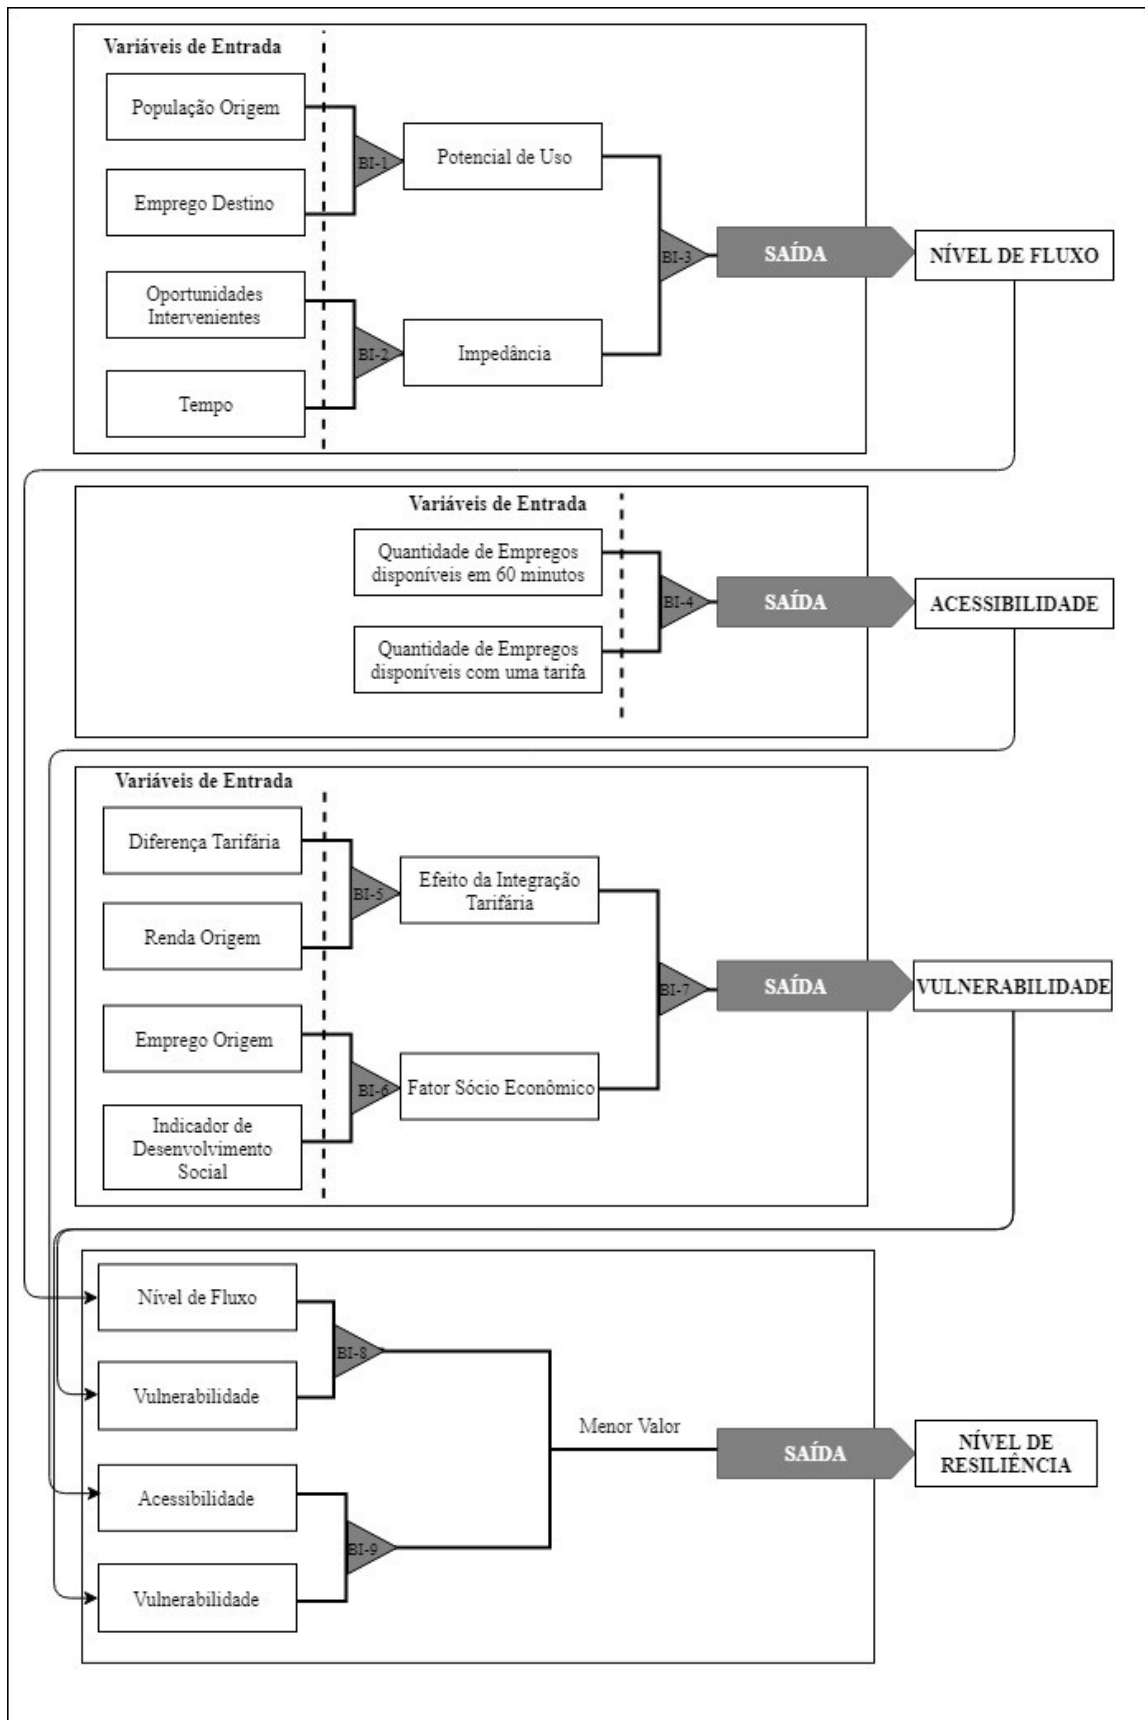 Variáveis de Entrada
População Origem
BI-1
Potencial de Uso
Emprego Destino
BI-3
SAÍDA
NÍVEL DE FLUXO
Oportunidades
Intervenientes
BI-2
Impedância
Tempo
Variáveis de Entrada
Quantidade de Empregos
disponíveis em 60 minutos
BI-4
SAÍDA
ACESSIBILIDADE
Quantidade de Empregos
disponíveis com uma tarifa
Variáveis de Entrada
Diferença Tarifária
BI-5
Efeito da Integração
Tarifária
Renda Origem
BI-7
SAÍDA
VULNERABILIDADE
Emprego Origem
BI-6
Fator Sócio Econômico
Indicador de
Desenvolvimento
Social
Nível de Fluxo
BI-8
Vulnerabilidade
Menor Valor
SAÍDA
NÍVEL DE
RESILIÊNCIA
Acessibilidade
BI-9
Vulnerabilidade